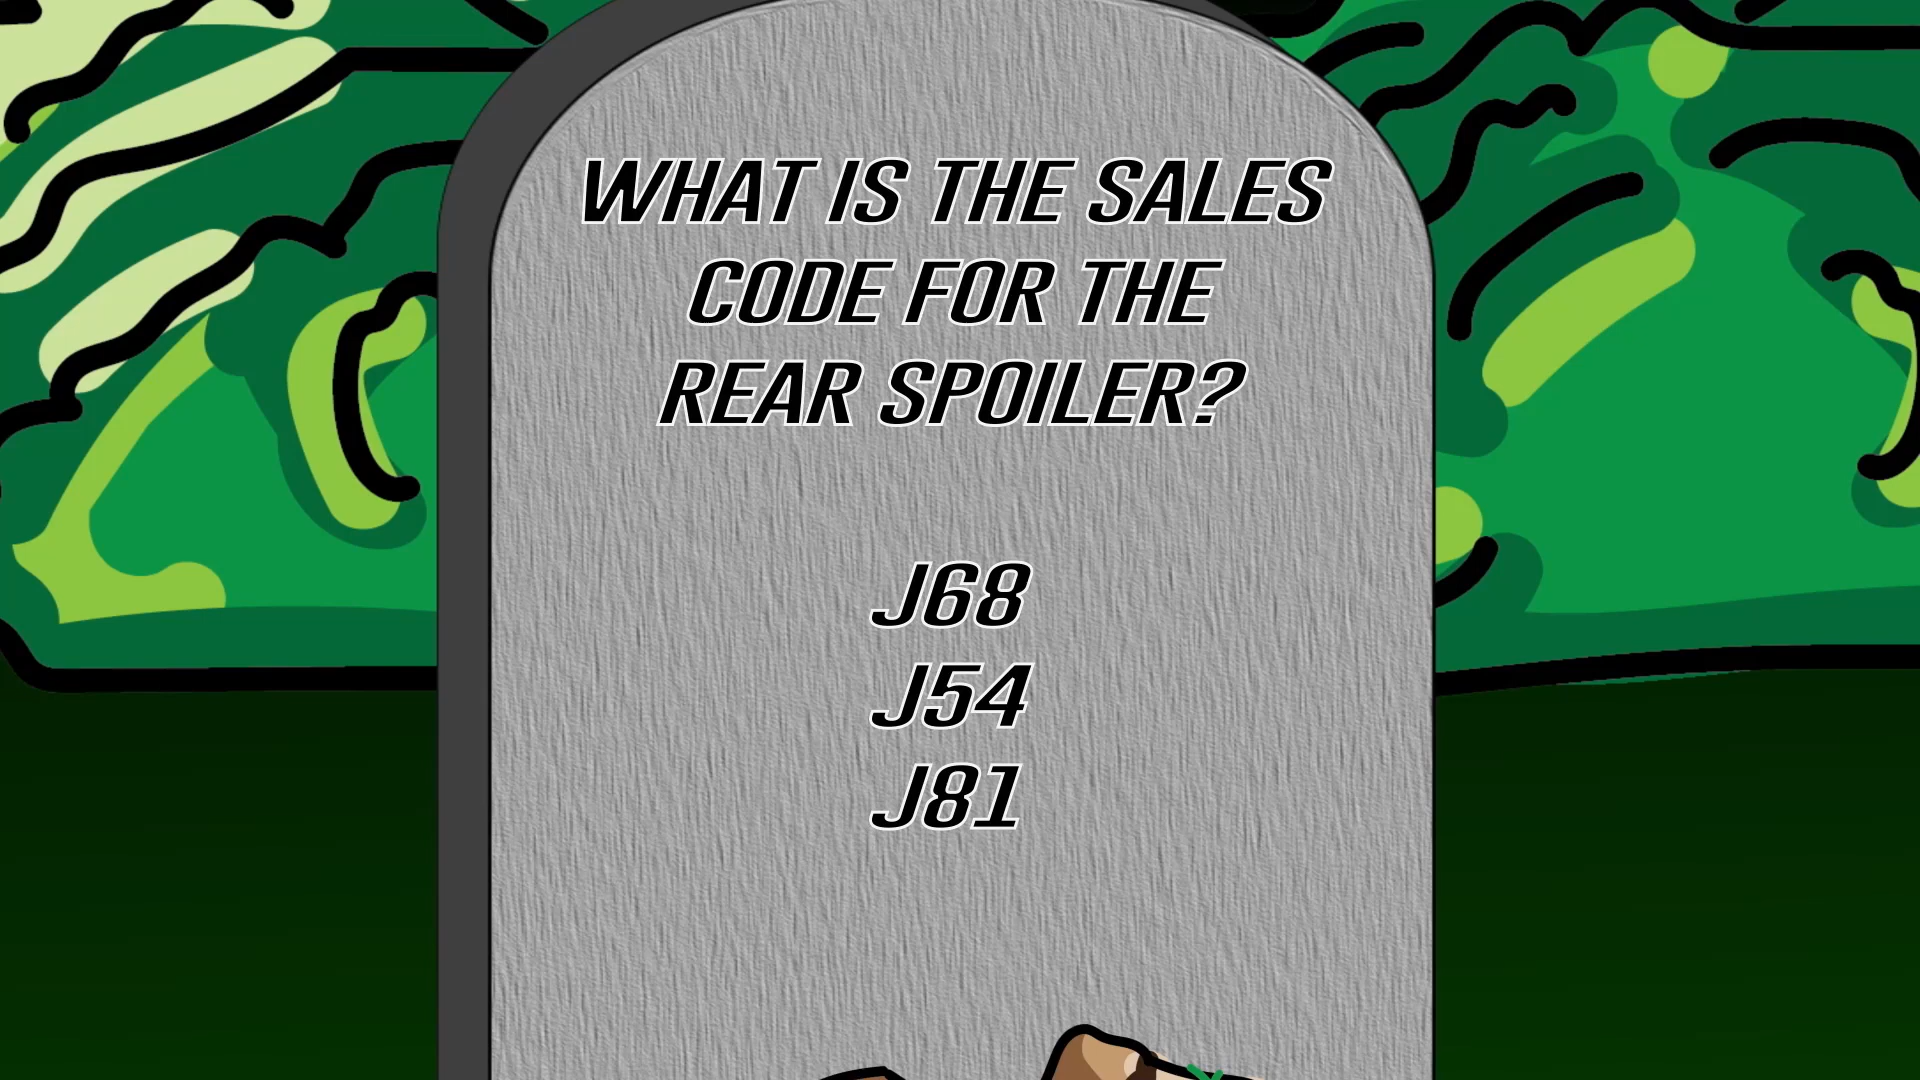 WHAT IS THE SALES
CODE FOR THE
REAR SPOILER?
J68
J54
J81